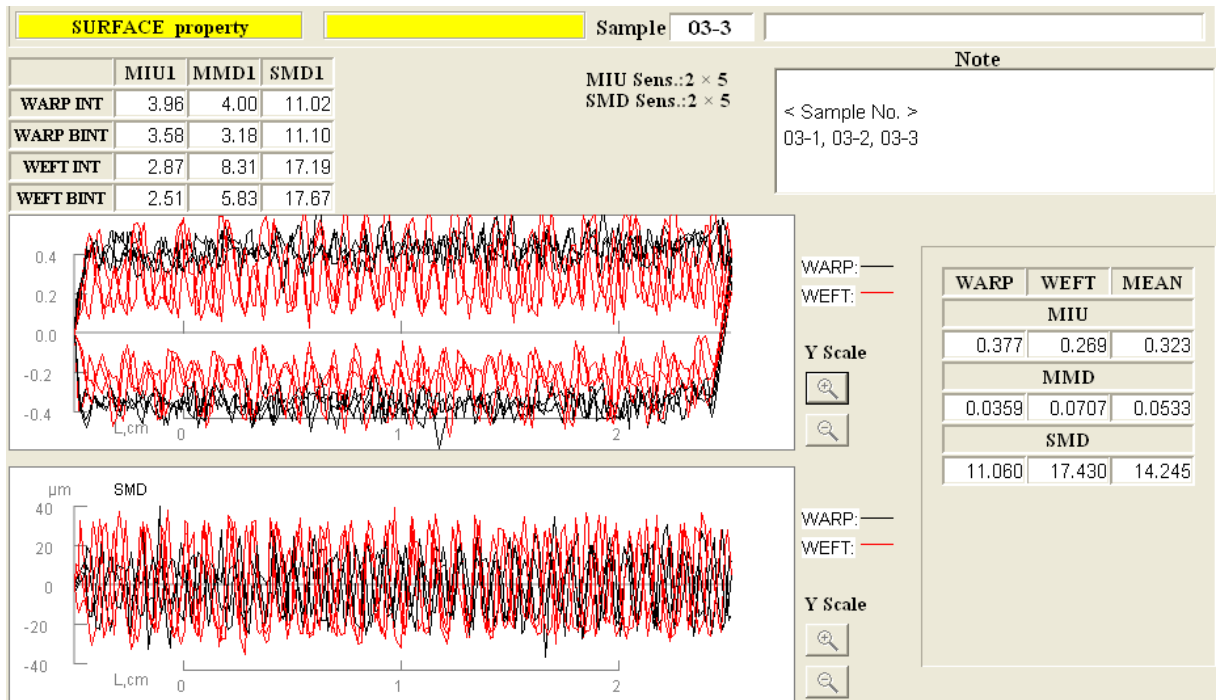 SURFACE property
Sample 03-3
MIU1 MMD1 SMD1
WARP INT 3.96 4.00 11.02
WARP BINT 3.58 3.18 11.10
WEFT INT 2.87 8.31 17.19
WEFT BINT 2.51 5.83 17.67
MIU Sens.:2 × 5
SMD Sens.:2 × 5
Note
< Sample No. >
03-1, 03-2, 03-3
0.4
0.2
0.0
-0.2
-0.4
L,cm 0 1 2
WARP:
WEFT:
Y Scale
WARP WEFT MEAN
MIU
0.377 0.269 0.323
MMD
0.0359 0.0707 0.0533
SMD
11.060 17.430 14.245
µm SMD
40
20
0
-20
-40
L,cm 0 1 2
WARP:
WEFT:
Y Scale